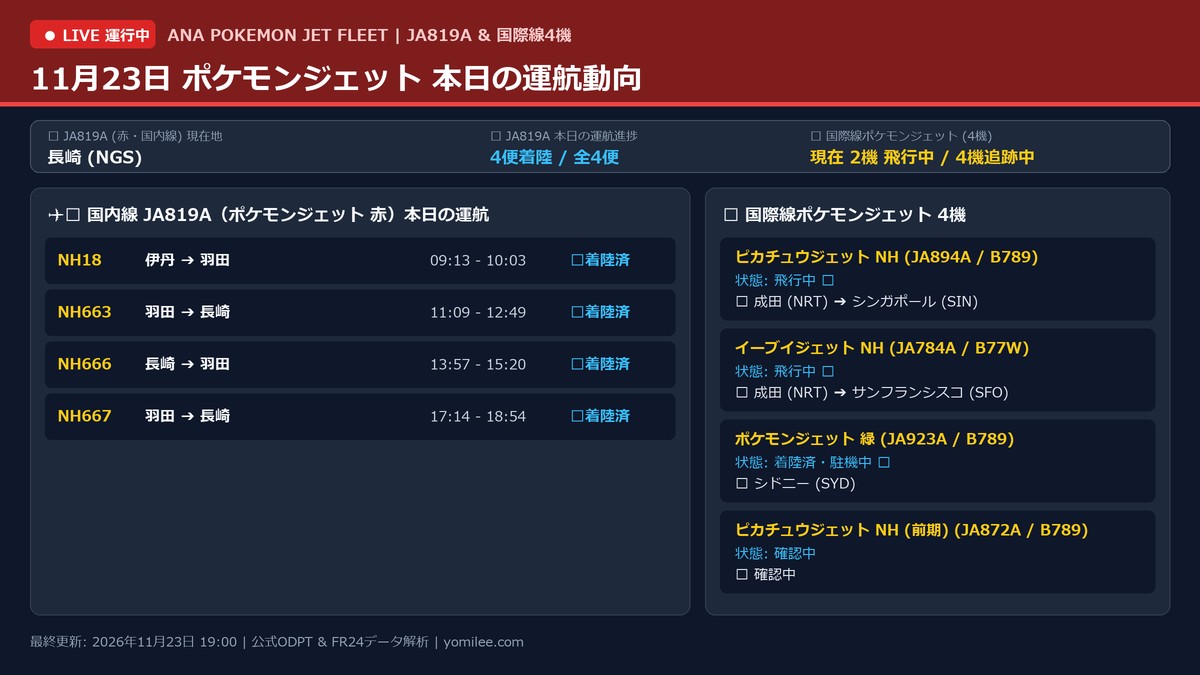 ● LIVE 運行中 ANA POKEMON JET FLEET | JA819A & 国際線4機
11月23日 ポケモンジェット 本日の運航動向
□ JA819A (赤・国内線) 現在地
長崎 (NGS)
□ JA819A 本日の運航進捗
4便着陸 / 全4便
□ 国際線ポケモンジェット (4機)
現在 2機 飛行中 / 4機追跡中
✈□ 国内線 JA819A（ポケモンジェット 赤）本日の運航
NH18 伊丹 → 羽田 09:13 - 10:03 □着陸済
NH663 羽田 → 長崎 11:09 - 12:49 □着陸済
NH666 長崎 → 羽田 13:57 - 15:20 □着陸済
NH667 羽田 → 長崎 17:14 - 18:54 □着陸済
□ 国際線ポケモンジェット 4機
ピカチュウジェット NH (JA894A / B789)
状態: 飛行中 □
□ 成田 (NRT) ➔ シンガポール (SIN)
イーブイジェット NH (JA784A / B77W)
状態: 飛行中 □
□ 成田 (NRT) ➔ サンフランシスコ (SFO)
ポケモンジェット 緑 (JA923A / B789)
状態: 着陸済・駐機中 □
□ シドニー (SYD)
ピカチュウジェット NH (前期) (JA872A / B789)
状態: 確認中
□ 確認中
最終更新: 2026年11月23日 19:00 | 公式ODPT & FR24データ解析 | yomilee.com